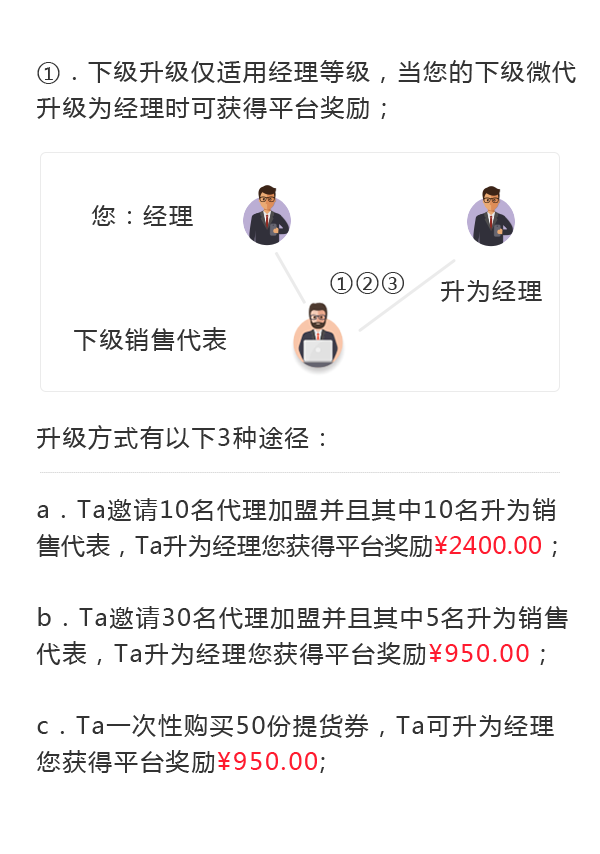 ①．下级升级仅适用经理等级，当您的下级微代
升级为经理时可获得平台奖励；
您：经理
①②③
升为经理
下级销售代表
升级方式有以下3种途径：
a．Ta邀请10名代理加盟并且其中10名升为销
售代表，Ta升为经理您获得平台奖励¥2400.00；
b．Ta邀请30名代理加盟并且其中5名升为销售
代表，Ta升为经理您获得平台奖励¥950.00；
c．Ta一次性购买50份提货券，Ta可升为经理
您获得平台奖励¥950.00;